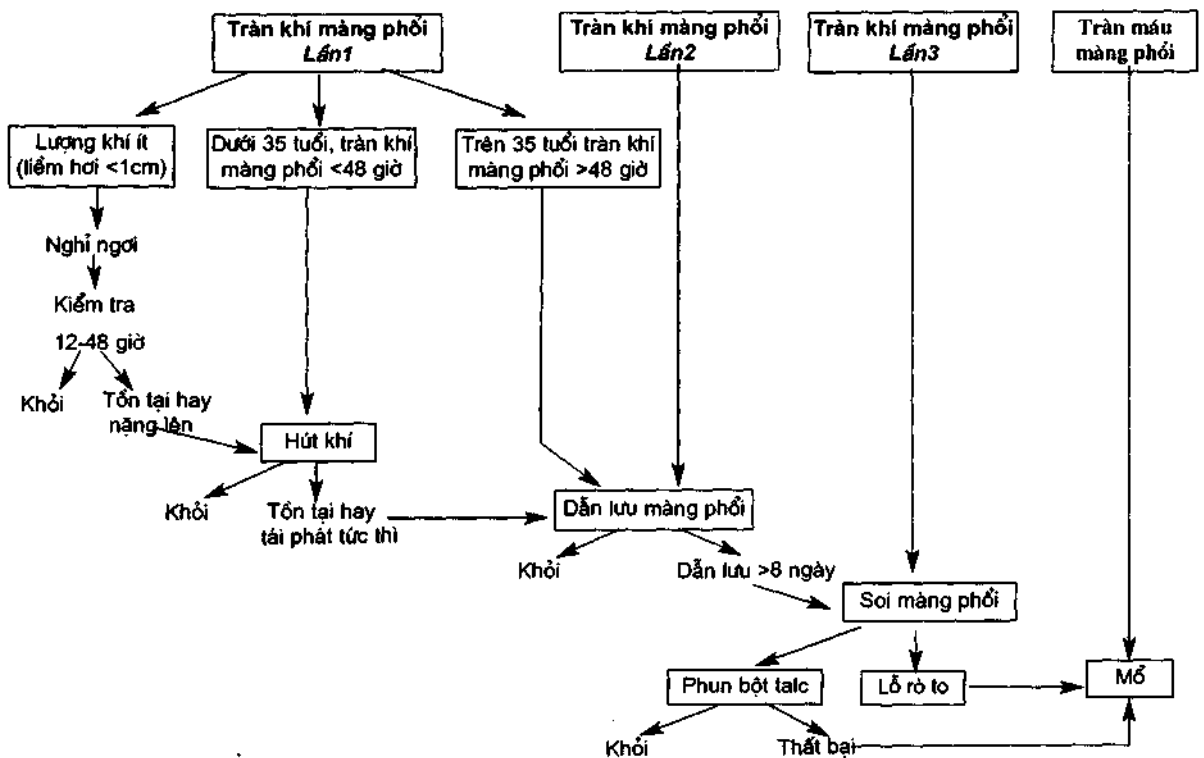 Tràn khí màng phổi
Lần1
Tràn khí màng phổi
Lần2
Tràn khí màng phổi
Lần3
Tràn máu
màng phổi
Lượng khí ít
(liềm hơi <1cm)
Dưới 35 tuổi, tràn khí
màng phổi <48 giờ
Trên 35 tuổi tràn khí
màng phổi >48 giờ
Nghỉ ngơi
Kiểm tra
12-48 giờ
Khỏi
Tồn tại hay
nặng lên
Hút khí
Khỏi
Tồn tại hay
tái phát tức thì
Dẫn lưu màng phổi
Khỏi
Dẫn lưu >8 ngày
Soi màng phổi
Phun bột talc
Lỗ rò to
Mổ
Khỏi
Thất bại